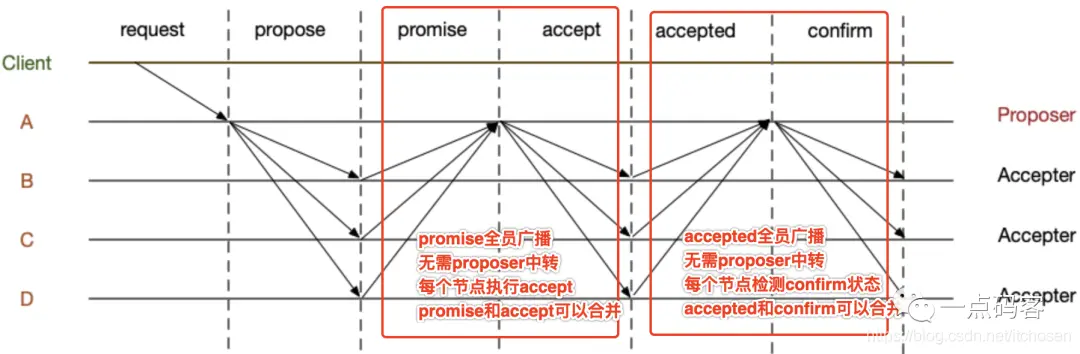 request propose promise accept accepted confirm
Client
A Proposer
B Accepter
C Accepter
D Accepter
promise全员广播
无需proposer中转
每个节点执行accept
promise和accept可以合并
accepted全员广播
无需proposer中转
每个节点检测confirm状态
accepted和confirm可以合并
一点码客
https://blog.csdn.net/itchosen